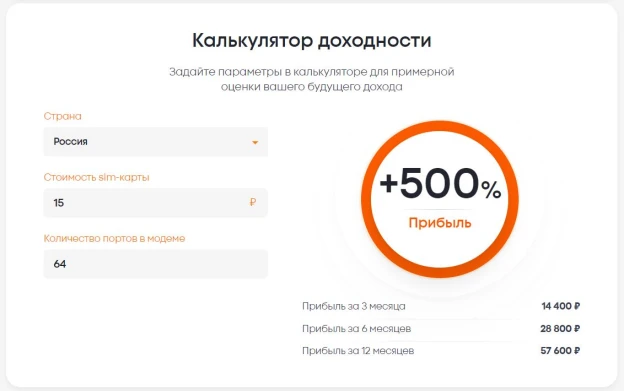 Калькулятор доходности
Задайте параметры в калькуляторе для примерной
оценки вашего будущего дохода
Страна
Россия
Стоимость sim-карты
15 ₽
Количество портов в модеме
64
+500%
Прибыль
Прибыль за 3 месяца 14 400 ₽
Прибыль за 6 месяцев 28 800 ₽
Прибыль за 12 месяцев 57 600 ₽